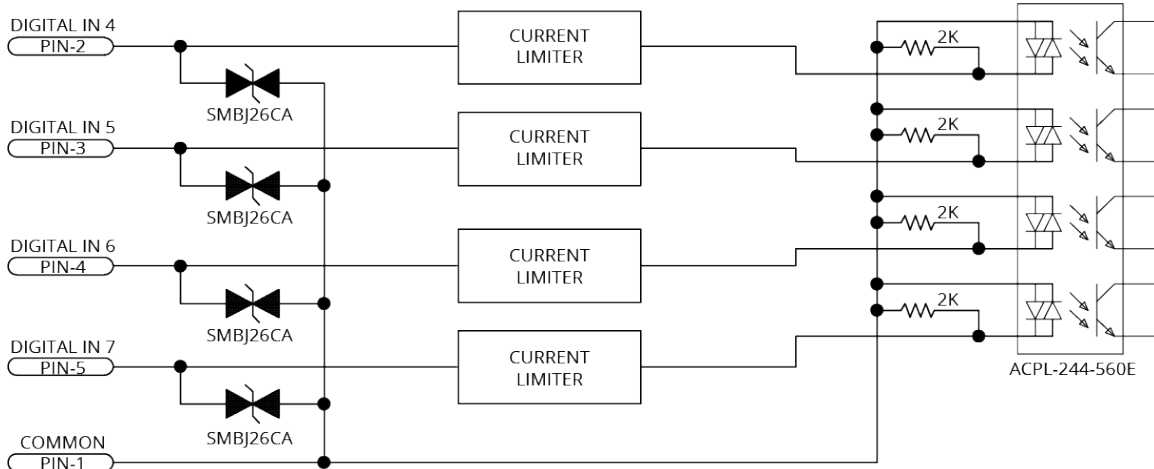 DIGITAL IN 4
PIN-2
SMBJ26CA
CURRENT
LIMITER
2K
DIGITAL IN 5
PIN-3
SMBJ26CA
CURRENT
LIMITER
2K
DIGITAL IN 6
PIN-4
SMBJ26CA
CURRENT
LIMITER
2K
DIGITAL IN 7
PIN-5
SMBJ26CA
CURRENT
LIMITER
2K
ACPL-244-560E
COMMON
PIN-1